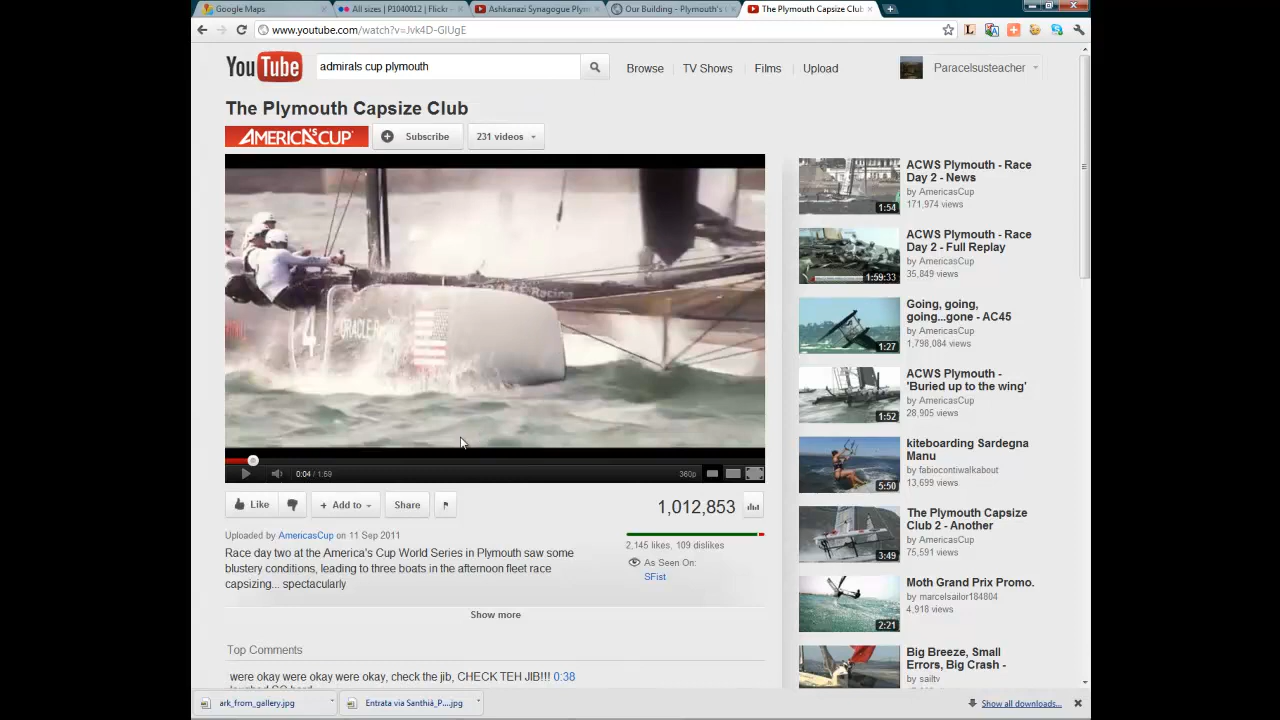 Google Maps
All sizes | P1040012 | Flickr -
Ashkanazi Synagogue Plym
Our Building - Plymouth's
The Plymouth Capsize Club
www.youtube.com/watch?v=Jvk4D-GIUgE
YouTube
admirals cup plymouth
Browse TV Shows Films Upload Paracelsusteacher
The Plymouth Capsize Club
AMERICA'S CUP Subscribe 231 videos
4 ORACLE
Racing
0:04 / 1:59 360p
Like Add to Share 1,012,853
Uploaded by AmericasCup on 11 Sep 2011
Race day two at the America's Cup World Series in Plymouth saw some
blustery conditions, leading to three boats in the afternoon fleet race
capsizing... spectacularly
2,145 likes, 109 dislikes
As Seen On:
SFist
Show more
Top Comments
were okay were okay were okay, check the jib, CHECK TEH JIB!!! 0:38
ACWS Plymouth - Race
Day 2 - News
by AmericasCup
171,974 views
1:54
ACWS Plymouth - Race
Day 2 - Full Replay
by AmericasCup
35,849 views
1:59:33
Going, going,
going...gone - AC45
by AmericasCup
1,798,084 views
1:27
ACWS Plymouth -
'Buried up to the wing'
by AmericasCup
28,905 views
1:52
kiteboarding Sardegna
Manu
by fabiocontiwalkabout
13,699 views
5:50
The Plymouth Capsize
Club 2 - Another
by AmericasCup
75,591 views
3:49
Moth Grand Prix Promo.
by marcelsailor184804
4,918 views
2:21
Big Breeze, Small
Errors, Big Crash -
by sailtv
ark_from_gallery.jpg
Entrata via Santhià_P....jpg
Show all downloads...